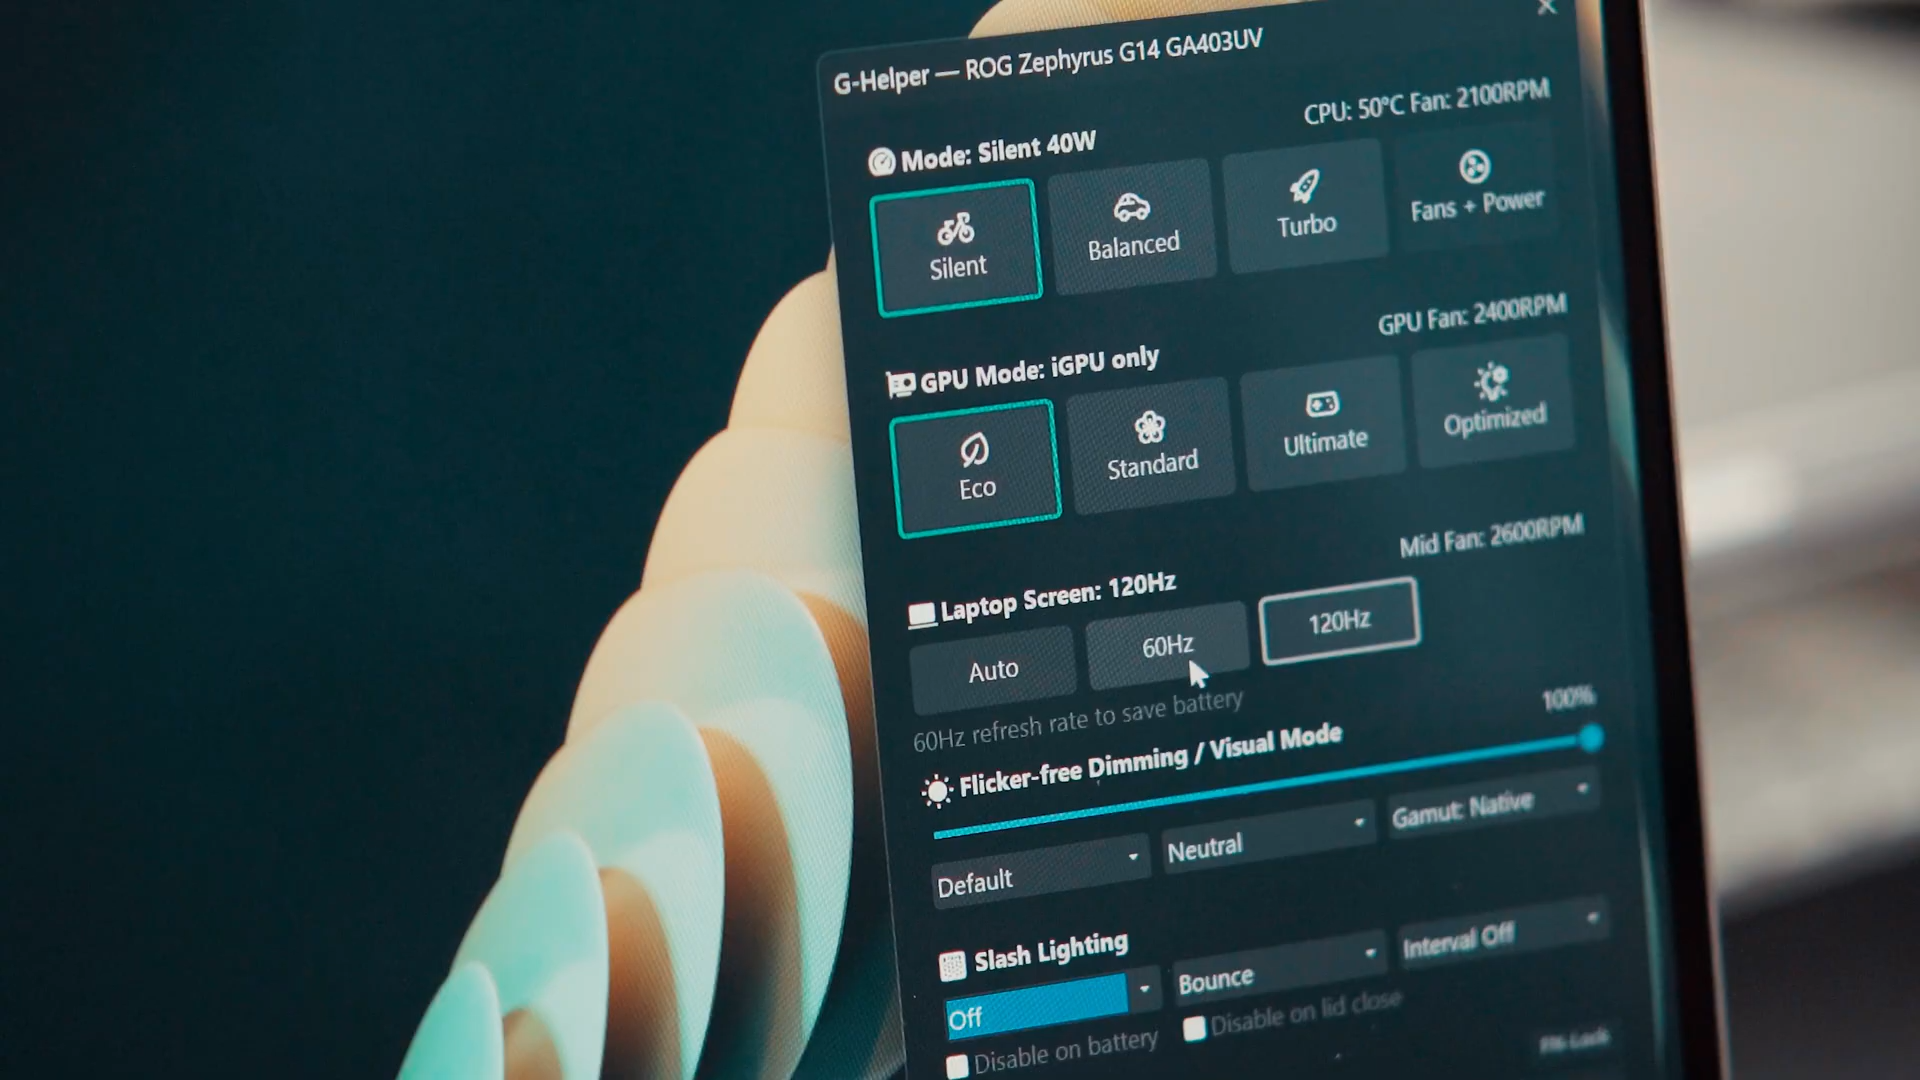 G-Helper — ROG Zephyrus G14 GA403UV
Mode: Silent 40W
CPU: 50°C Fan: 2100RPM
Silent
Balanced
Turbo
Fans + Power
GPU Mode: iGPU only
GPU Fan: 2400RPM
Eco
Standard
Ultimate
Optimized
Laptop Screen: 120Hz
Mid Fan: 2600RPM
Auto
60Hz
120Hz
60Hz refresh rate to save battery
Flicker-free Dimming / Visual Mode
100%
Default
Neutral
Gamut: Native
Slash Lighting
Off
Bounce
Interval Off
Disable on battery
Disable on lid close